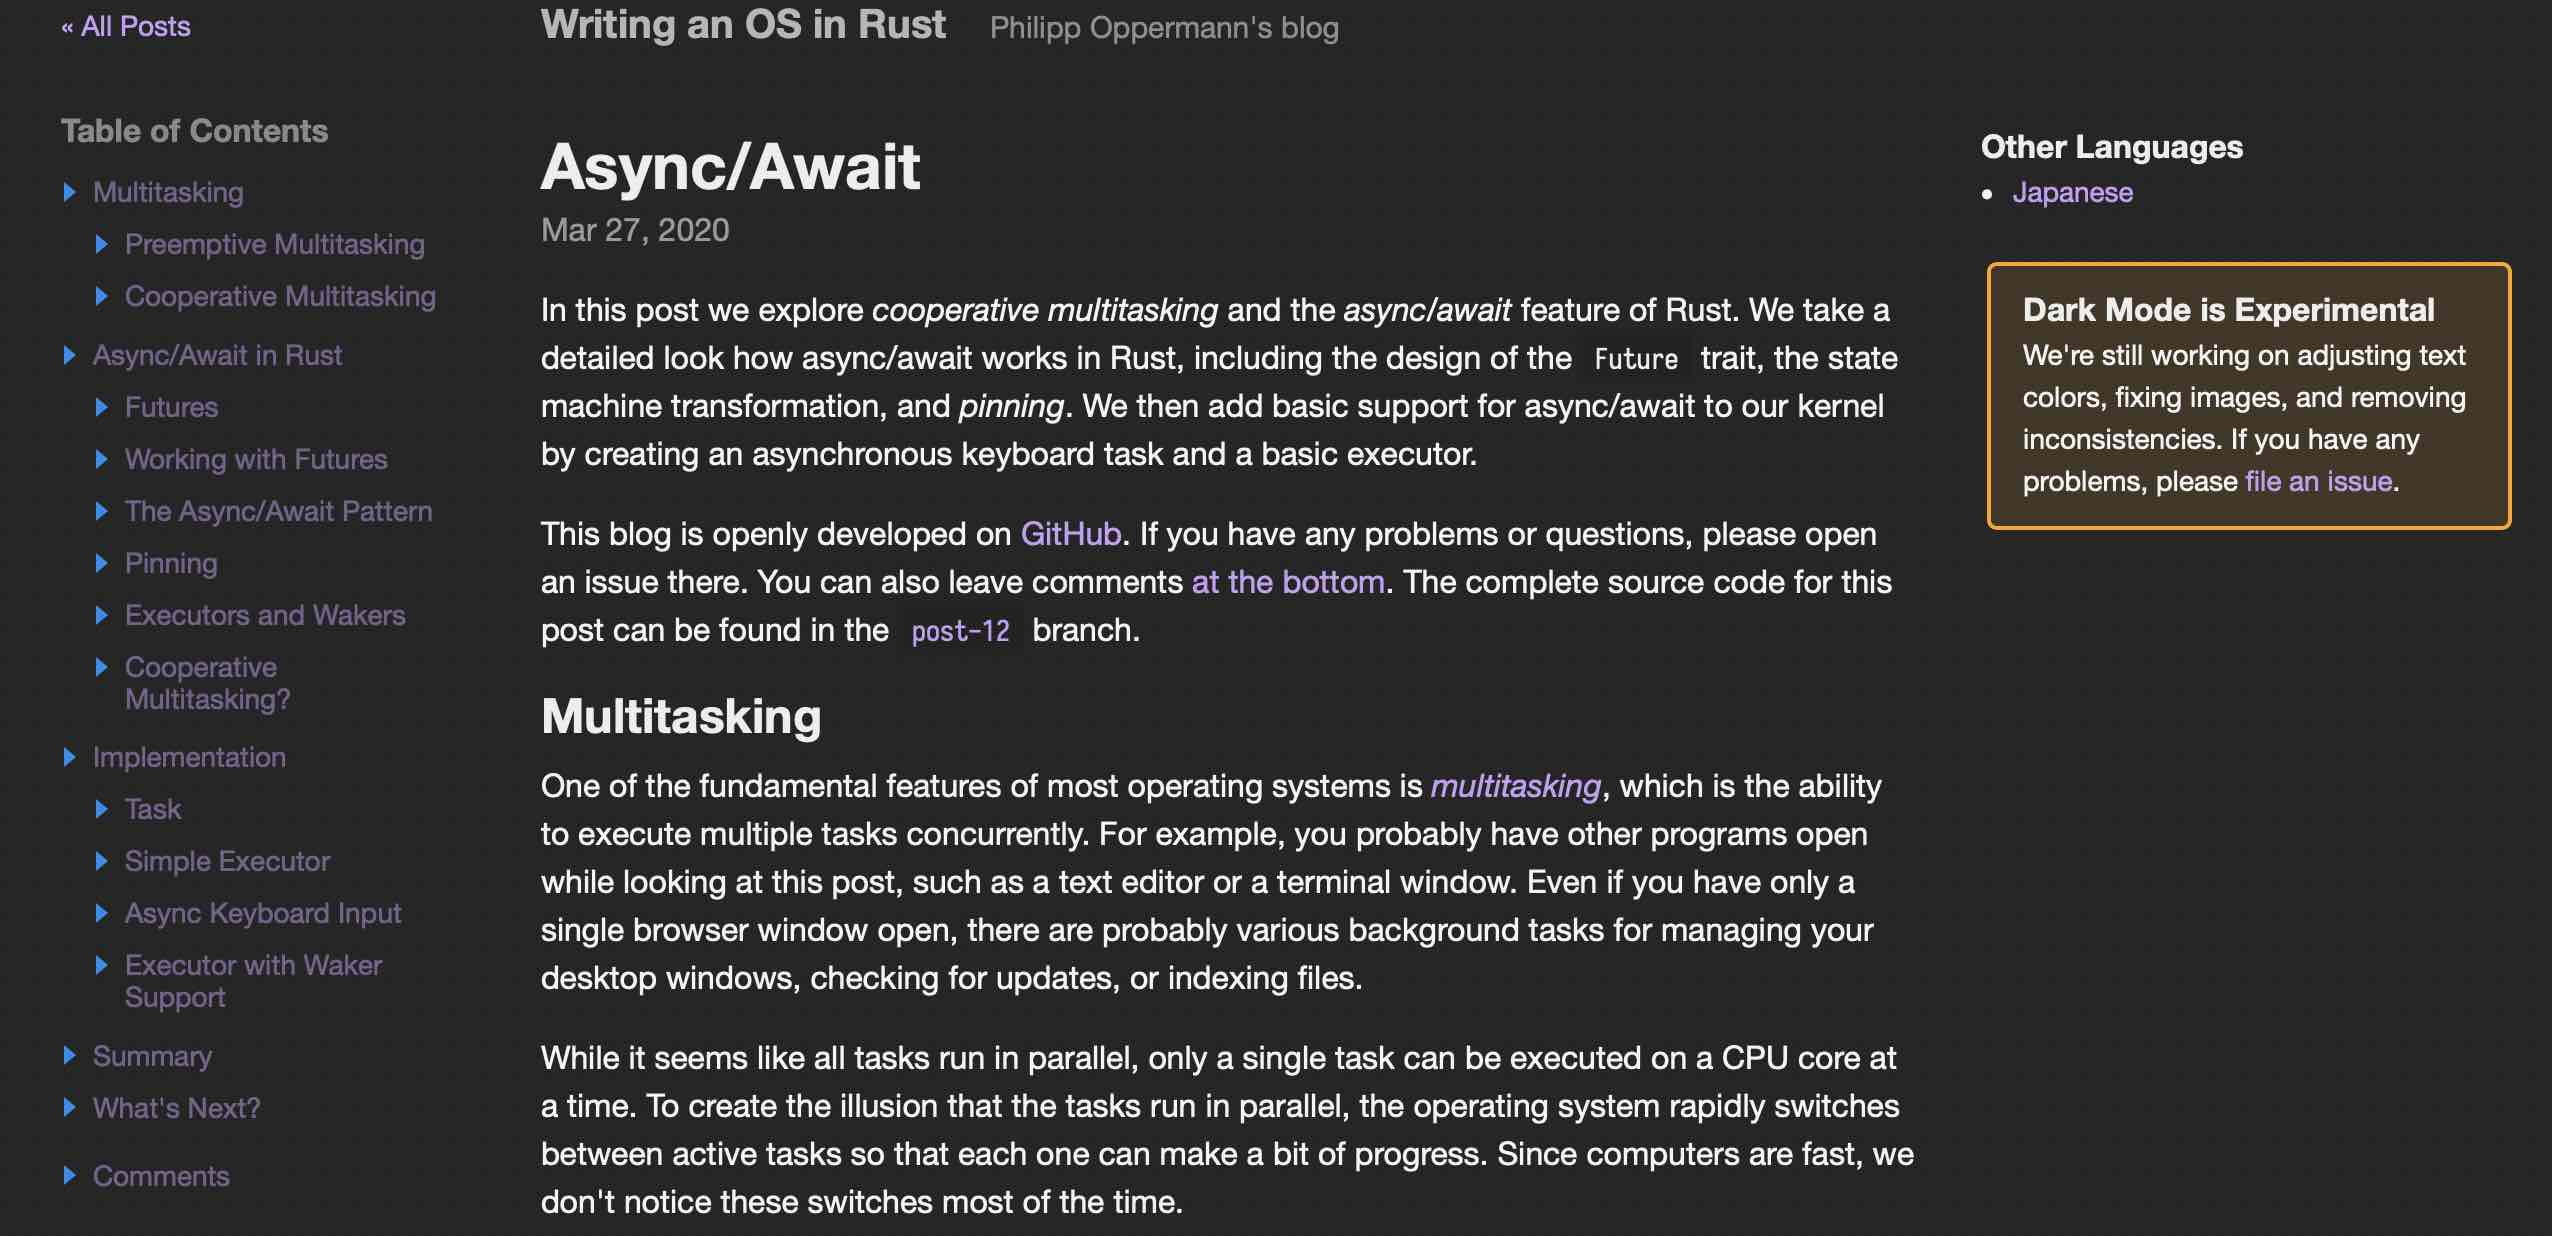 « All Posts
Writing an OS in Rust Philipp Oppermann's blog
Table of Contents
Multitasking
Preemptive Multitasking
Cooperative Multitasking
Async/Await in Rust
Futures
Working with Futures
The Async/Await Pattern
Pinning
Executors and Wakers
Cooperative
Multitasking?
Implementation
Task
Simple Executor
Async Keyboard Input
Executor with Waker
Support
Summary
What's Next?
Comments
Async/Await
Mar 27, 2020
In this post we explore cooperative multitasking and the async/await feature of Rust. We take a
detailed look how async/await works in Rust, including the design of the Future trait, the state
machine transformation, and pinning. We then add basic support for async/await to our kernel
by creating an asynchronous keyboard task and a basic executor.
This blog is openly developed on GitHub. If you have any problems or questions, please open
an issue there. You can also leave comments at the bottom. The complete source code for this
post can be found in the post-12 branch.
Multitasking
One of the fundamental features of most operating systems is multitasking, which is the ability
to execute multiple tasks concurrently. For example, you probably have other programs open
while looking at this post, such as a text editor or a terminal window. Even if you have only a
single browser window open, there are probably various background tasks for managing your
desktop windows, checking for updates, or indexing files.
While it seems like all tasks run in parallel, only a single task can be executed on a CPU core at
a time. To create the illusion that the tasks run in parallel, the operating system rapidly switches
between active tasks so that each one can make a bit of progress. Since computers are fast, we
don't notice these switches most of the time.
Other Languages
• Japanese
Dark Mode is Experimental
We're still working on adjusting text
colors, fixing images, and removing
inconsistencies. If you have any
problems, please file an issue.